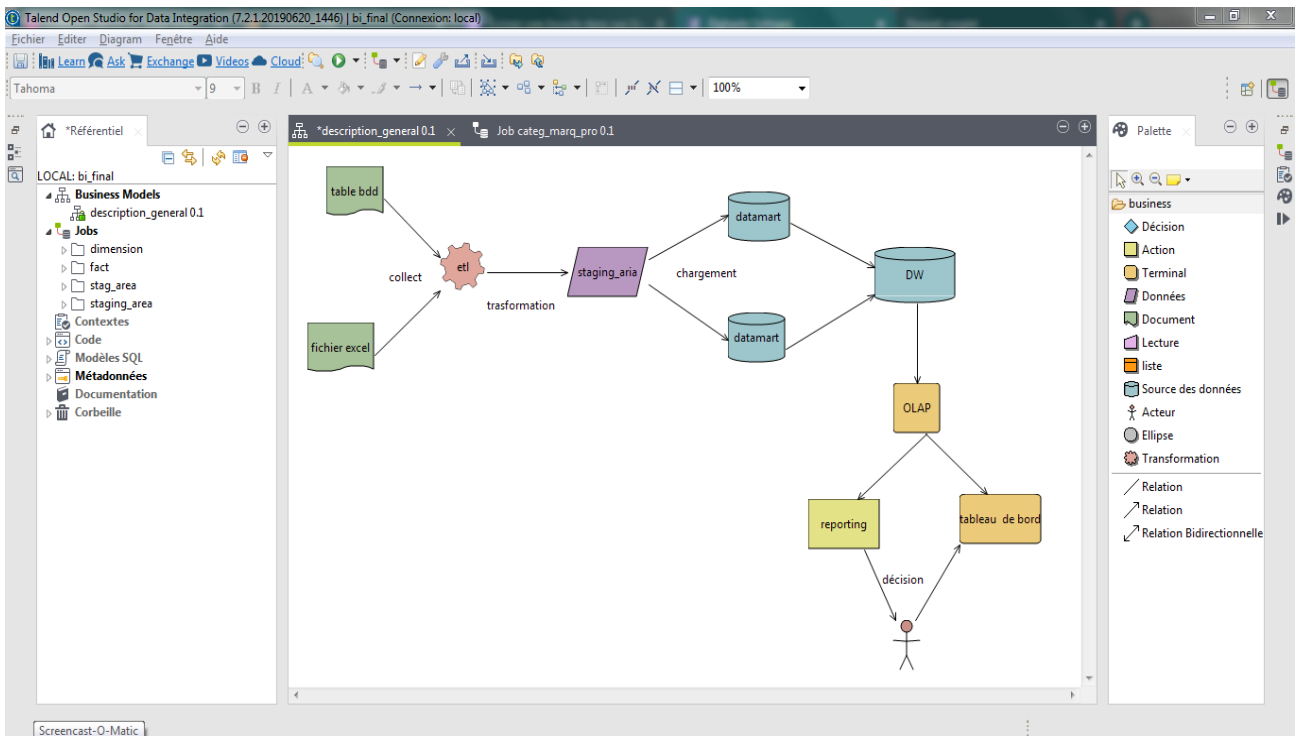 Talend Open Studio for Data Integration (7.2.1.20190620_1446) | bi_final (Connexion: local)
Fichier Editer Diagram Fenêtre Aide
Learn Ask Exchange Videos Cloud
Tahoma 9 B I A 100%
*Référentiel
LOCAL: bi_final
Business Models
description_general 0.1
Jobs
dimension
fact
stag_area
staging_area
Contextes
Code
Modèles SQL
Métadonnées
Documentation
Corbeille
*description_general 0.1 Job categ_marq_pro 0.1
table bdd
datamart
etl
staging_aria
collect
chargement
DW
trasformation
fichier excel
datamart
OLAP
reporting
tableau de bord
décision
Palette
business
Décision
Action
Terminal
Données
Document
Lecture
liste
Source des données
Acteur
Ellipse
Transformation
Relation
Relation
Relation Bidirectionnelle
Screencast-O-Matic